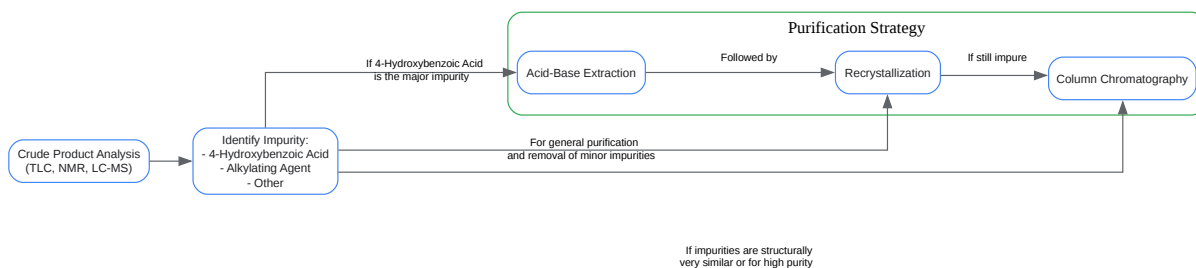 Purification Strategy
If 4-Hydroxybenzoic Acid
is the major impurity
Acid-Base Extraction
Followed by
Recrystallization
If still impure
Column Chromatography
Crude Product Analysis
(TLC, NMR, LC-MS)
Identify Impurity:
- 4-Hydroxybenzoic Acid
- Alkylating Agent
- Other
For general purification
and removal of minor impurities
If impurities are structurally
very similar or for high purity